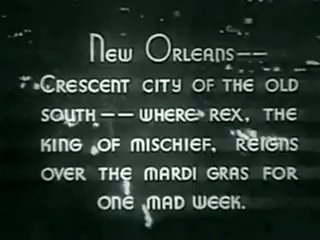 New Orleans——
Crescent city of the old
south——where Rex, the
king of mischief, reigns
over the Mardi Gras for
one mad week.